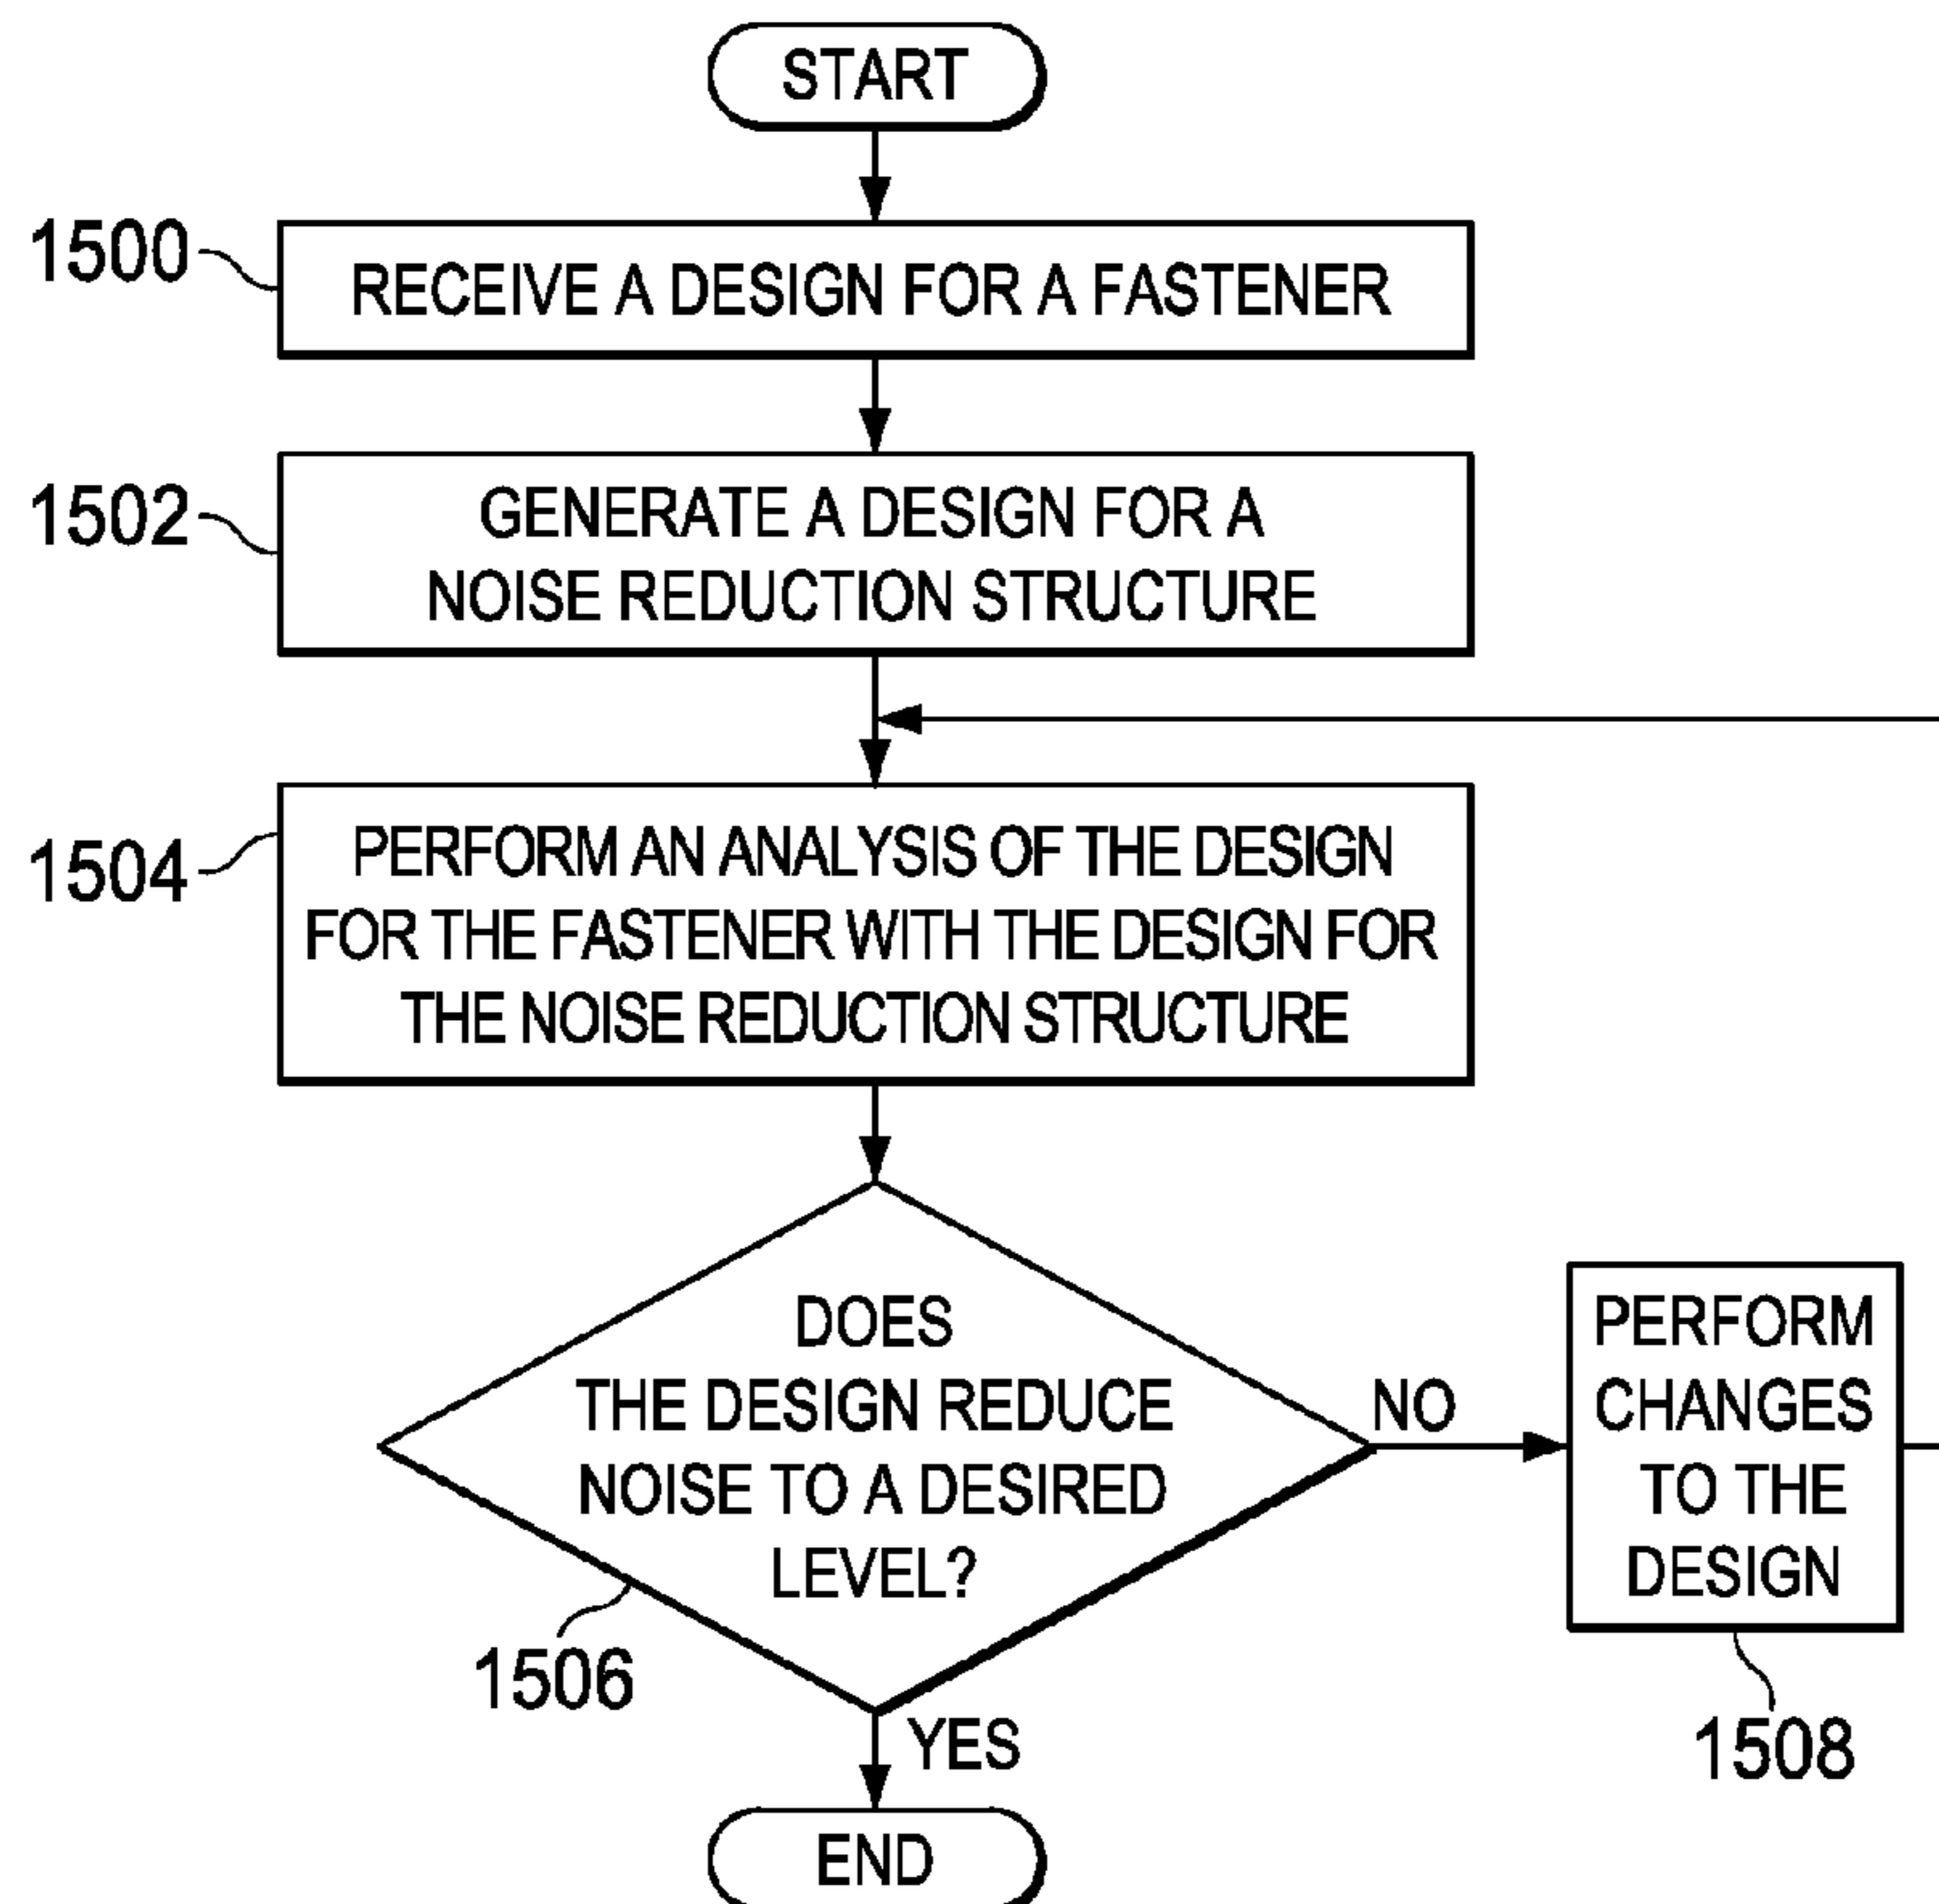 START
1500
RECEIVE A DESIGN FOR A FASTENER
1502
GENERATE A DESIGN FOR A
NOISE REDUCTION STRUCTURE
1504
PERFORM AN ANALYSIS OF THE DESIGN
FOR THE FASTENER WITH THE DESIGN FOR
THE NOISE REDUCTION STRUCTURE
DOES
THE DESIGN REDUCE
NOISE TO A DESIRED
LEVEL?
1506
NO
PERFORM
CHANGES
TO THE
DESIGN
1508
YES
END